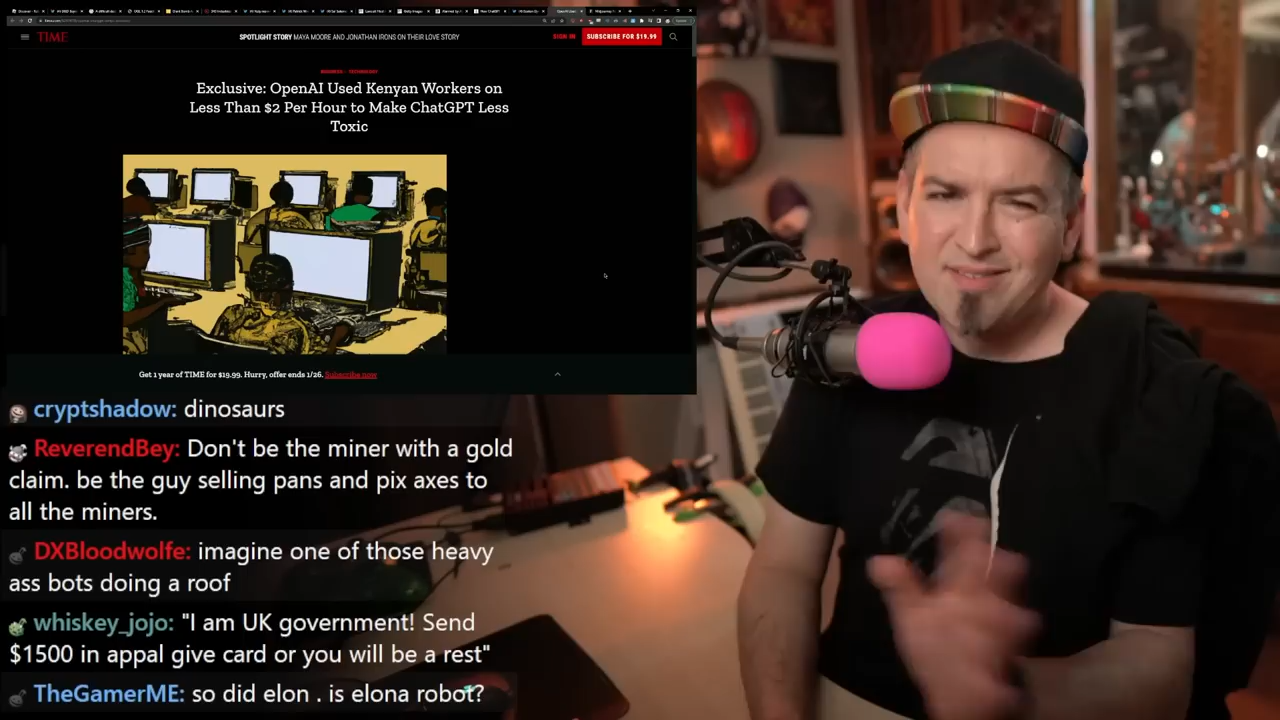 TIME
SPOTLIGHT STORY MAYA MOORE AND JONATHAN IRONS ON THEIR LOVE STORY
SIGN IN
SUBSCRIBE FOR $19.99
BUSINESS • TECHNOLOGY
Exclusive: OpenAI Used Kenyan Workers on
Less Than $2 Per Hour to Make ChatGPT Less
Toxic
Get 1 year of TIME for $19.99. Hurry, offer ends 1/26. Subscribe now
cryptshadow: dinosaurs
ReverendBey: Don't be the miner with a gold
claim. be the guy selling pans and pix axes to
all the miners.
DXBloodwolfe: imagine one of those heavy
ass bots doing a roof
whiskey_jojo: "I am UK government! Send
$1500 in appal give card or you will be a rest"
TheGamerME: so did elon . is elona robot?